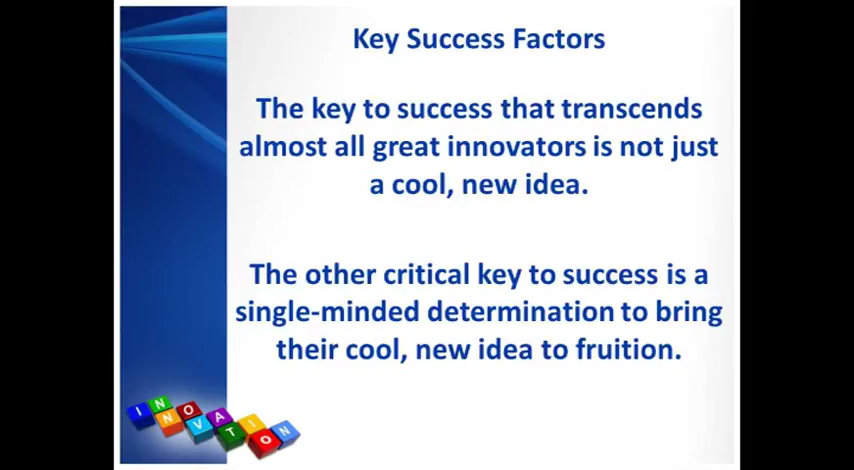 Key Success Factors
The key to success that transcends
almost all great innovators is not just
a cool, new idea.
The other critical key to success is a
single-minded determination to bring
their cool, new idea to fruition.
INNOVATION